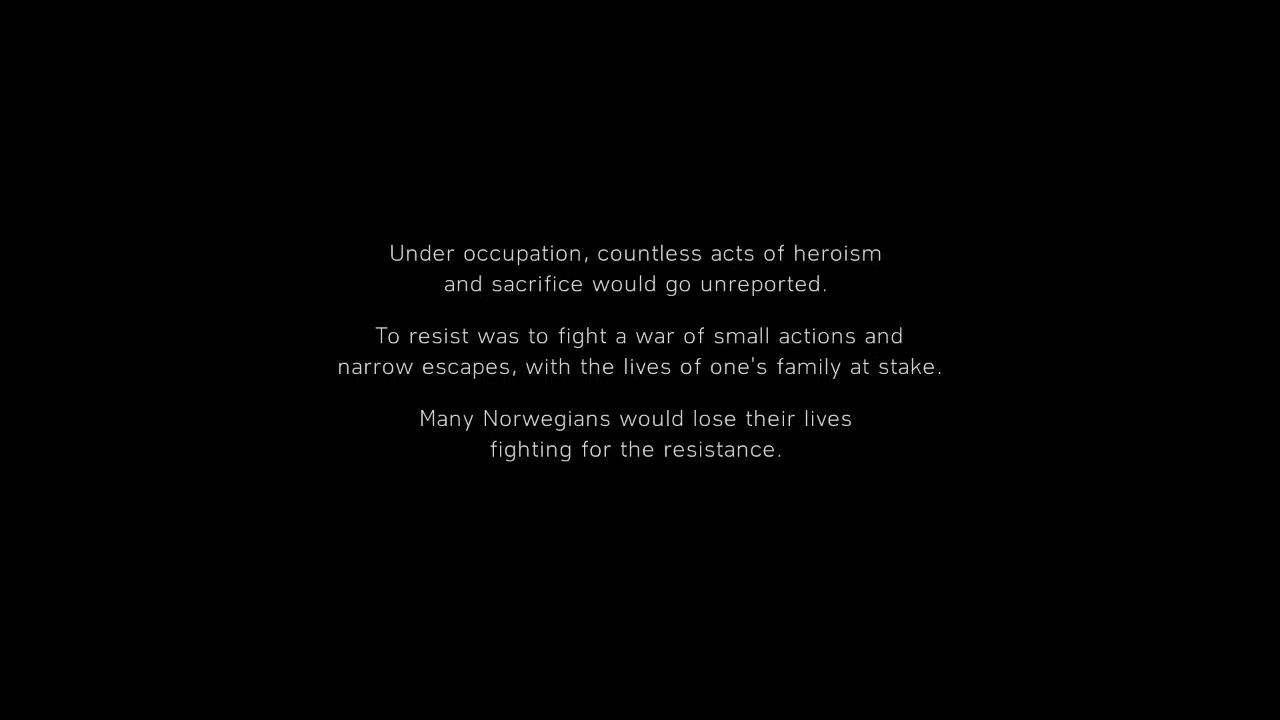 Under occupation, countless acts of heroism
and sacrifice would go unreported.
To resist was to fight a war of small actions and
narrow escapes, with the lives of one's family at stake.
Many Norwegians would lose their lives
fighting for the resistance.